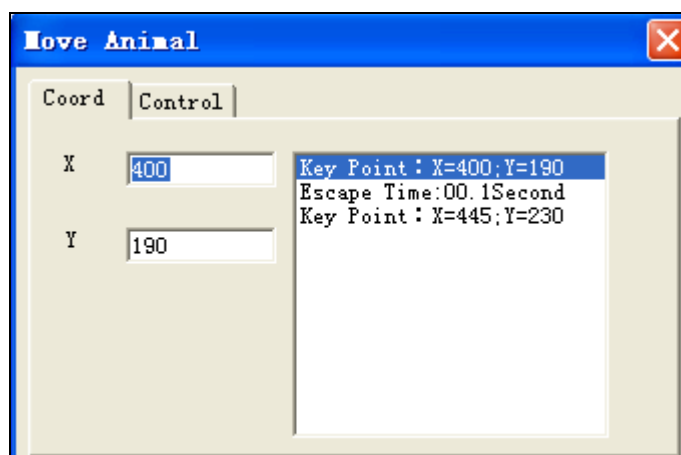 Move Animal
Coord Control
X 400
Y 190
Key Point：X=400;Y=190
Escape Time:00.1Second
Key Point：X=445;Y=230